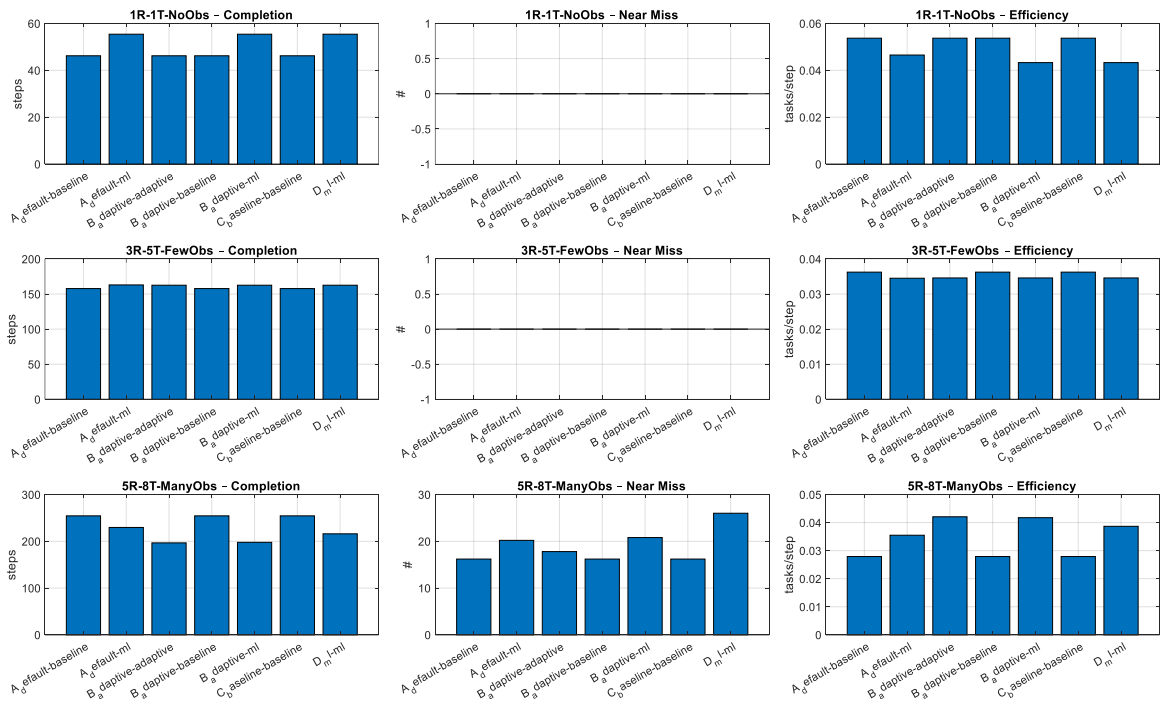 1R-1T-NoObs – Completion
60
40
20
0
steps
A_default-baseline
A_default-ml
B_adaptive-adaptive
B_adaptive-baseline
B_adaptive-ml
C_baseline-baseline
D_ml-ml
1R-1T-NoObs – Near Miss
1
0.5
0
-0.5
-1
#
A_default-baseline
A_default-ml
B_adaptive-adaptive
B_adaptive-baseline
B_adaptive-ml
C_baseline-baseline
D_ml-ml
1R-1T-NoObs – Efficiency
0.06
0.04
0.02
0
tasks/step
A_default-baseline
A_default-ml
B_adaptive-adaptive
B_adaptive-baseline
B_adaptive-ml
C_baseline-baseline
D_ml-ml
3R-5T-FewObs – Completion
200
150
100
50
0
steps
A_default-baseline
A_default-ml
B_adaptive-adaptive
B_adaptive-baseline
B_adaptive-ml
C_baseline-baseline
D_ml-ml
3R-5T-FewObs – Near Miss
1
0.5
0
-0.5
-1
#
A_default-baseline
A_default-ml
B_adaptive-adaptive
B_adaptive-baseline
B_adaptive-ml
C_baseline-baseline
D_ml-ml
3R-5T-FewObs – Efficiency
0.04
0.03
0.02
0.01
0
tasks/step
A_default-baseline
A_default-ml
B_adaptive-adaptive
B_adaptive-baseline
B_adaptive-ml
C_baseline-baseline
D_ml-ml
5R-8T-ManyObs – Completion
300
200
100
0
steps
A_default-baseline
A_default-ml
B_adaptive-adaptive
B_adaptive-baseline
B_adaptive-ml
C_baseline-baseline
D_ml-ml
5R-8T-ManyObs – Near Miss
30
20
10
0
#
A_default-baseline
A_default-ml
B_adaptive-adaptive
B_adaptive-baseline
B_adaptive-ml
C_baseline-baseline
D_ml-ml
5R-8T-ManyObs – Efficiency
0.05
0.04
0.03
0.02
0.01
0
tasks/step
A_default-baseline
A_default-ml
B_adaptive-adaptive
B_adaptive-baseline
B_adaptive-ml
C_baseline-baseline
D_ml-ml